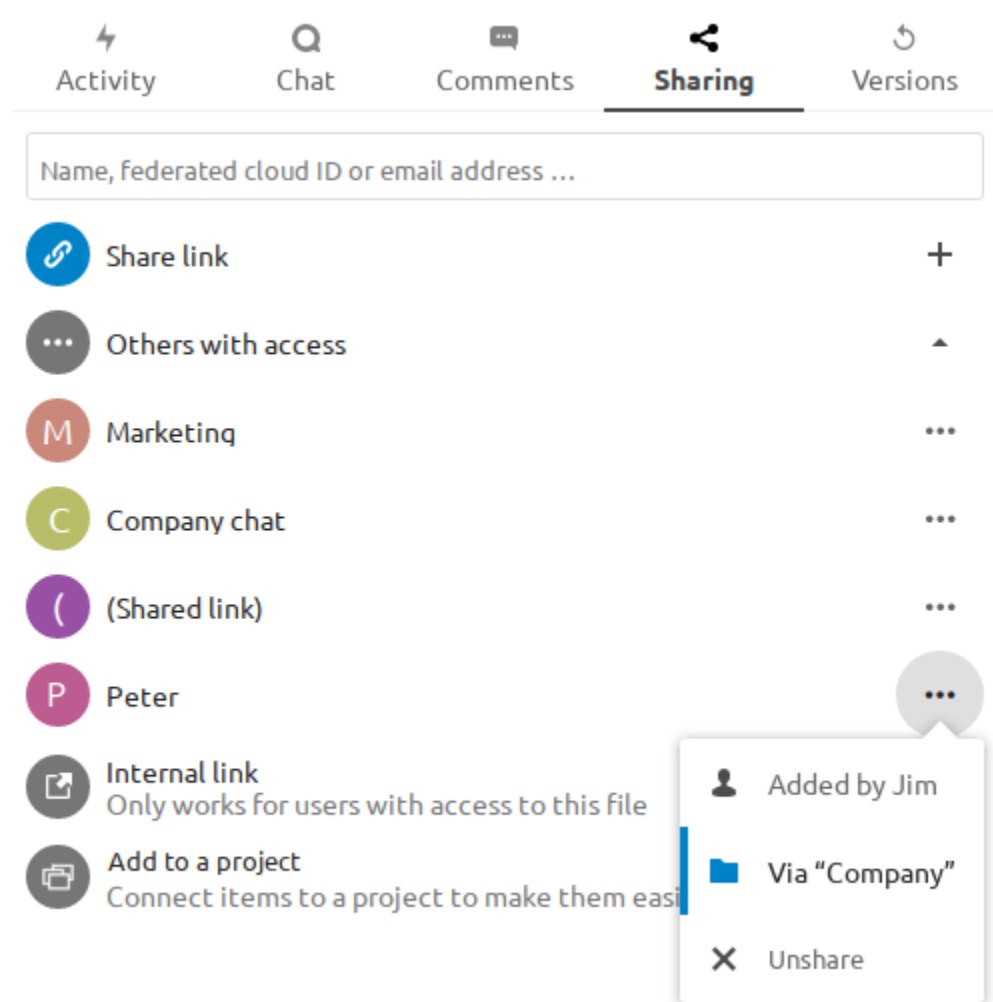 Activity Chat Comments Sharing Versions
Name, federated cloud ID or email address …
Share link
Others with access
M Marketing
C Company chat
( (Shared link)
P Peter
Internal link
Only works for users with access to this file
Add to a project
Connect items to a project to make them easi
Added by Jim
Via “Company”
Unshare